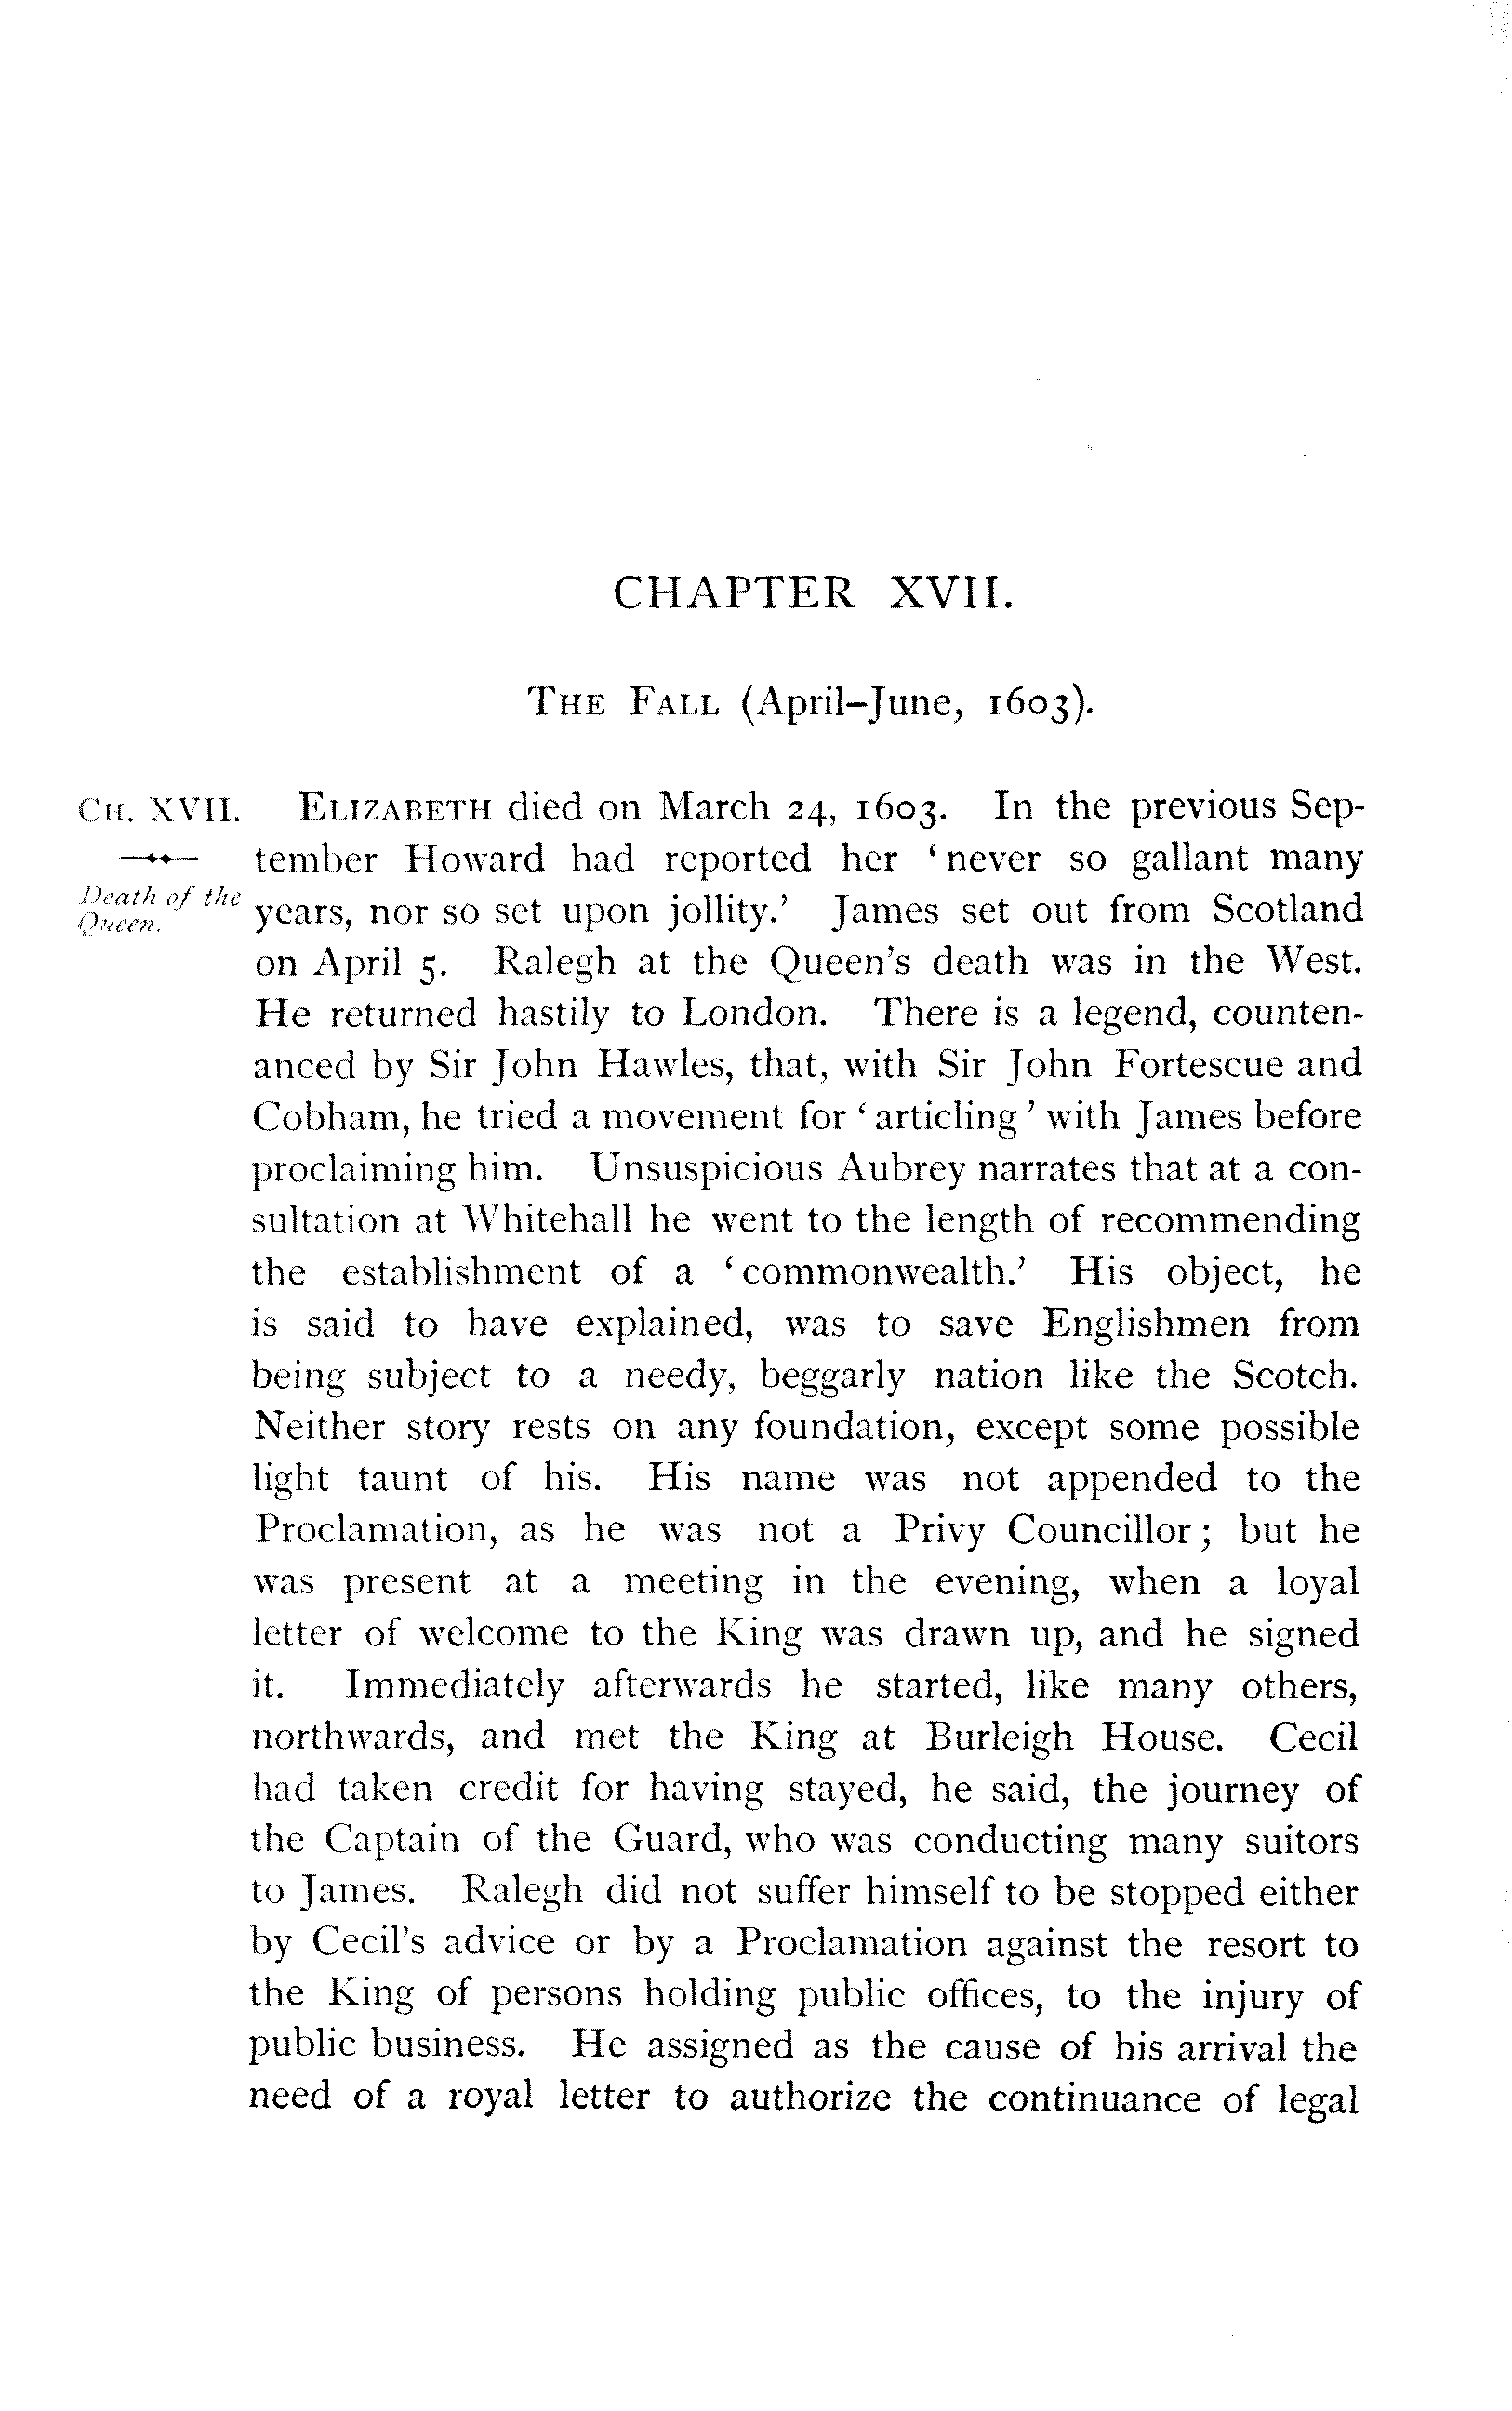 CHAPTER XVII.
THE FALL (April–June, 1603).
CH. XVII.
Death of the
Queen.
ELIZABETH died on March 24, 1603. In the previous Sep-
tember Howard had reported her ‘never so gallant many
years, nor so set upon jollity.’ James set out from Scotland
on April 5. Ralegh at the Queen's death was in the West.
He returned hastily to London. There is a legend, counten-
anced by Sir John Hawles, that, with Sir John Fortescue and
Cobham, he tried a movement for ‘articling’ with James before
proclaiming him. Unsuspicious Aubrey narrates that at a con-
sultation at Whitehall he went to the length of recommending
the establishment of a ‘commonwealth.’ His object, he
is said to have explained, was to save Englishmen from
being subject to a needy, beggarly nation like the Scotch.
Neither story rests on any foundation, except some possible
light taunt of his. His name was not appended to the
Proclamation, as he was not a Privy Councillor; but he
was present at a meeting in the evening, when a loyal
letter of welcome to the King was drawn up, and he signed
it. Immediately afterwards he started, like many others,
northwards, and met the King at Burleigh House. Cecil
had taken credit for having stayed, he said, the journey of
the Captain of the Guard, who was conducting many suitors
to James. Ralegh did not suffer himself to be stopped either
by Cecil's advice or by a Proclamation against the resort to
the King of persons holding public offices, to the injury of
public business. He assigned as the cause of his arrival the
need of a royal letter to authorize the continuance of legal